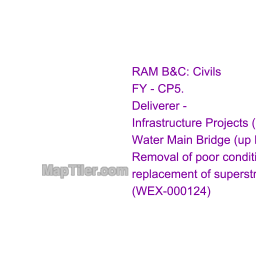 RAM B&C: Civils
FY - CP5.
Deliverer -
Infrastructure Projects (
Water Main Bridge (up
Removal of poor conditi
MapTiler.com
replacement of superstr
(WEX-000124)